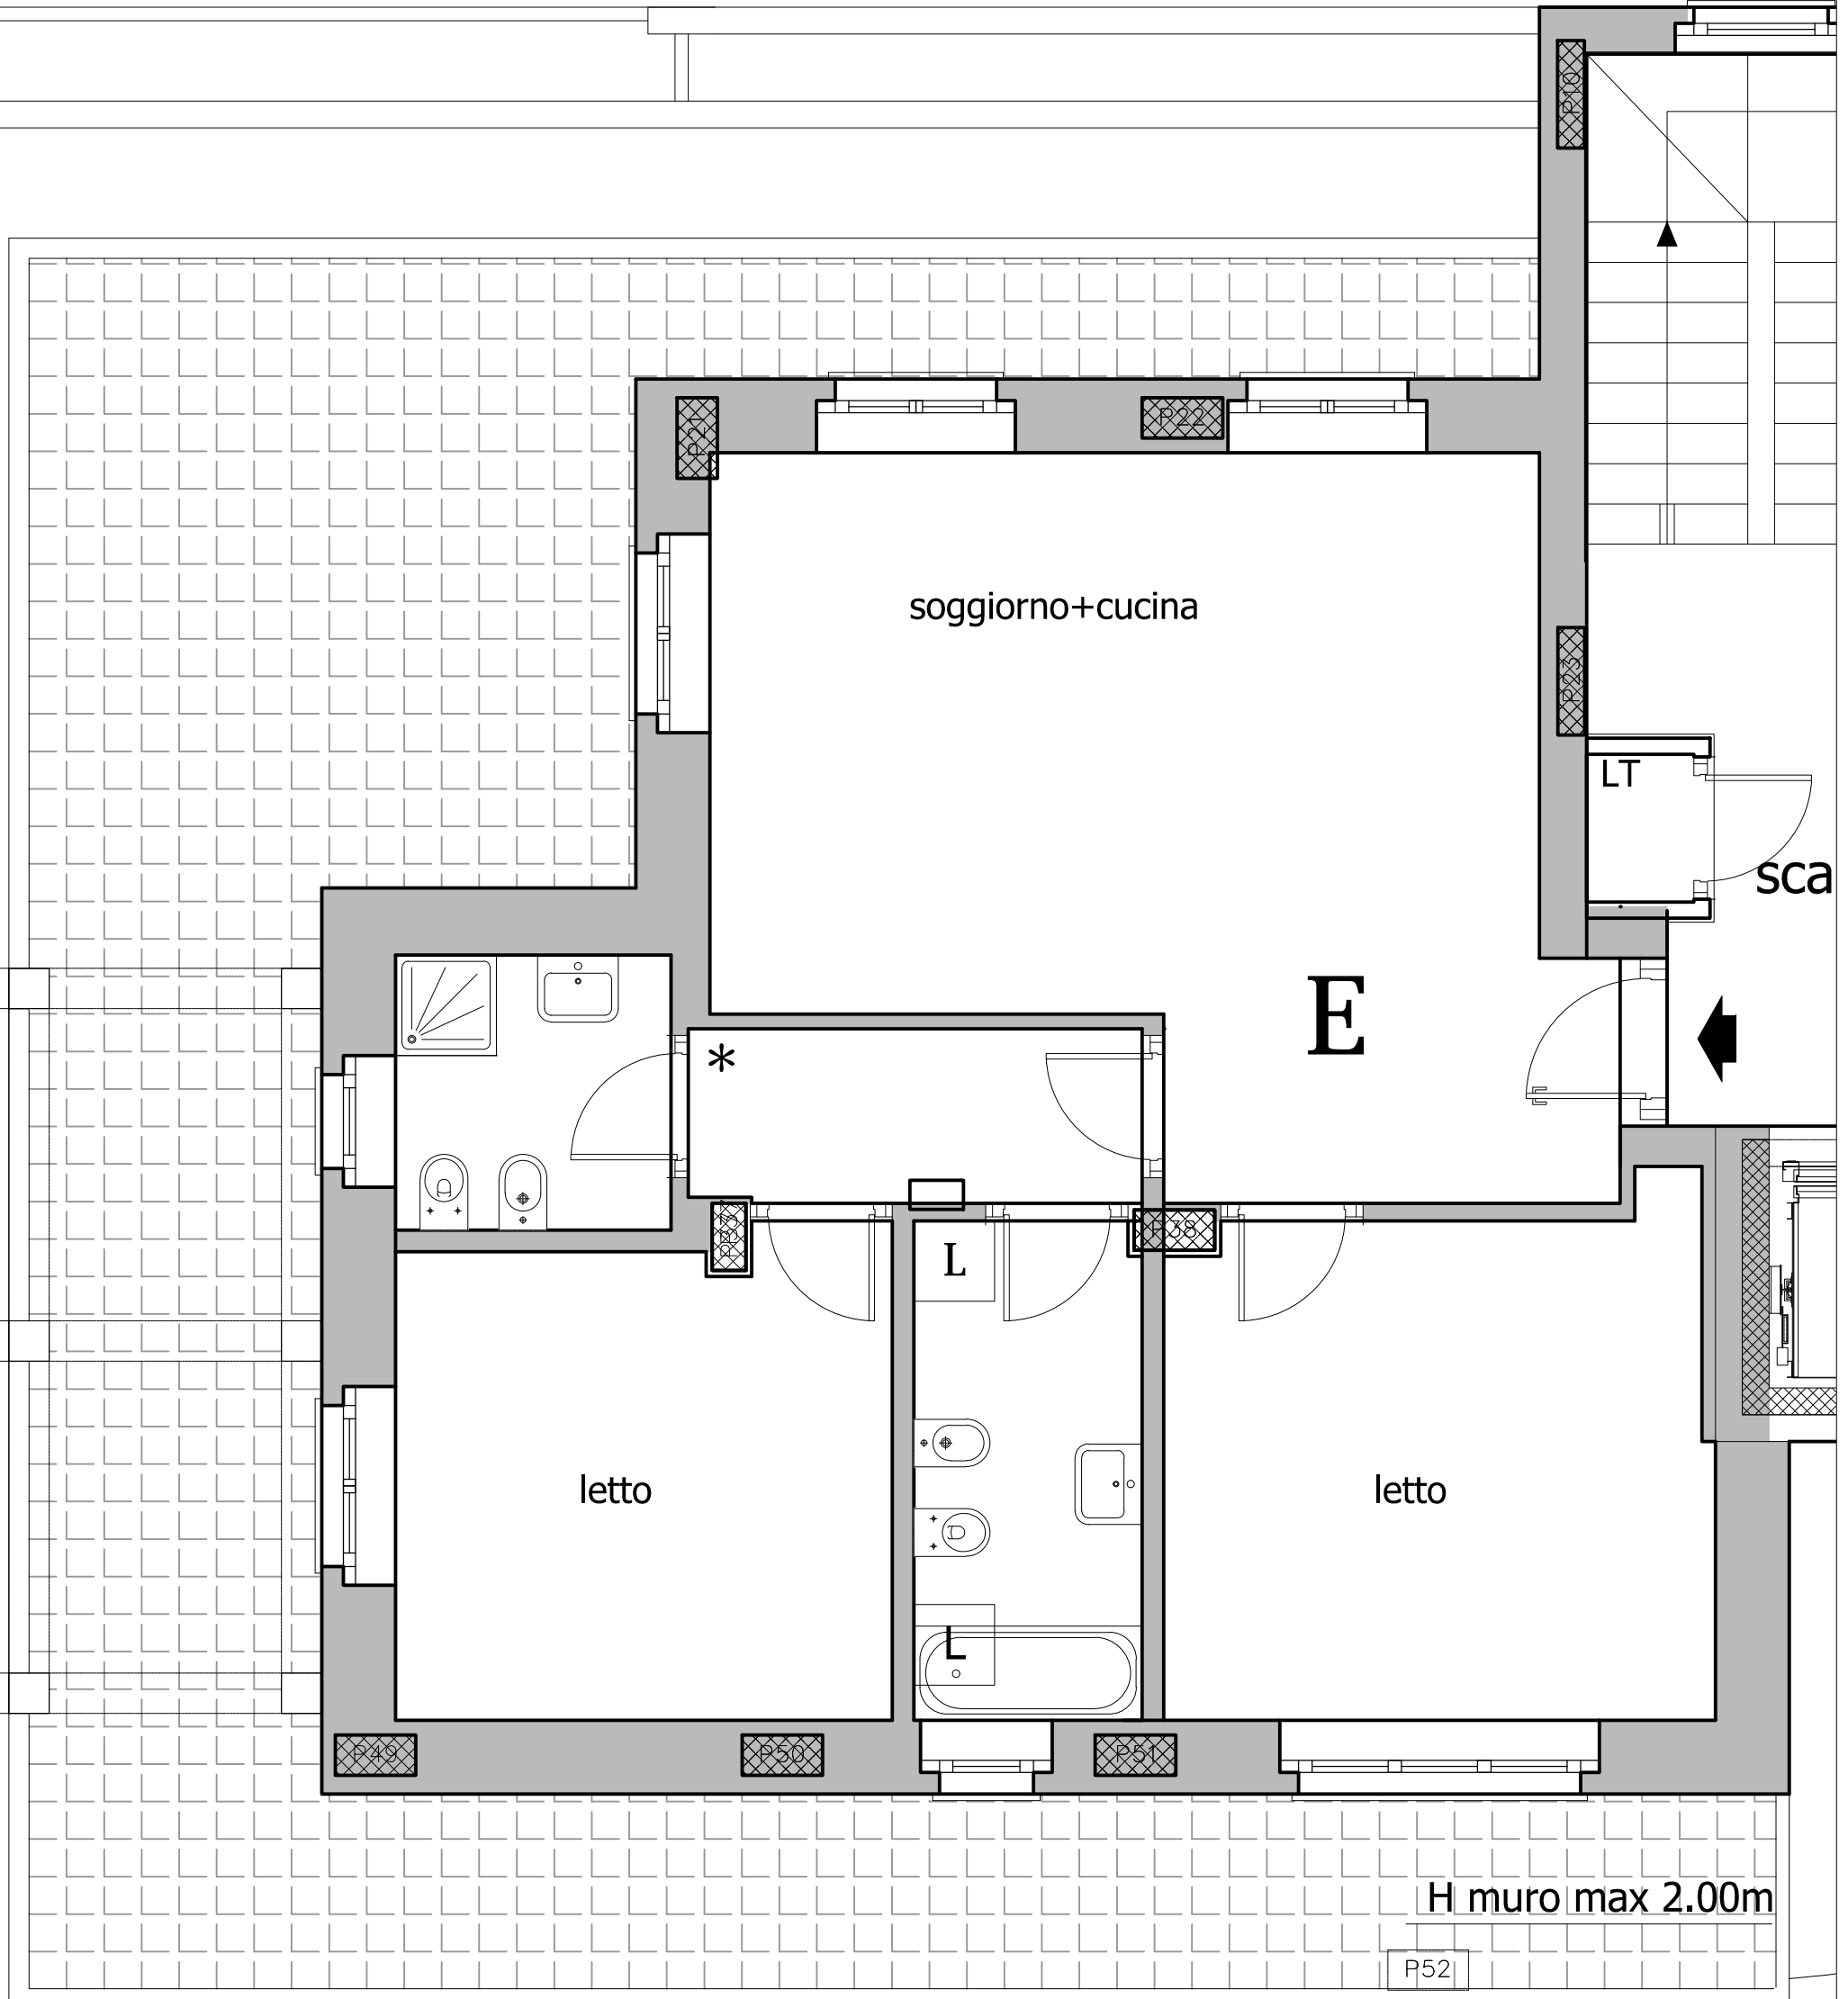 P10
P21
P22
soggiorno+cucina
P23
LT
sca
E
*
P38
L
letto
letto
L
P49
P50
P51
H muro max 2.00m
P52